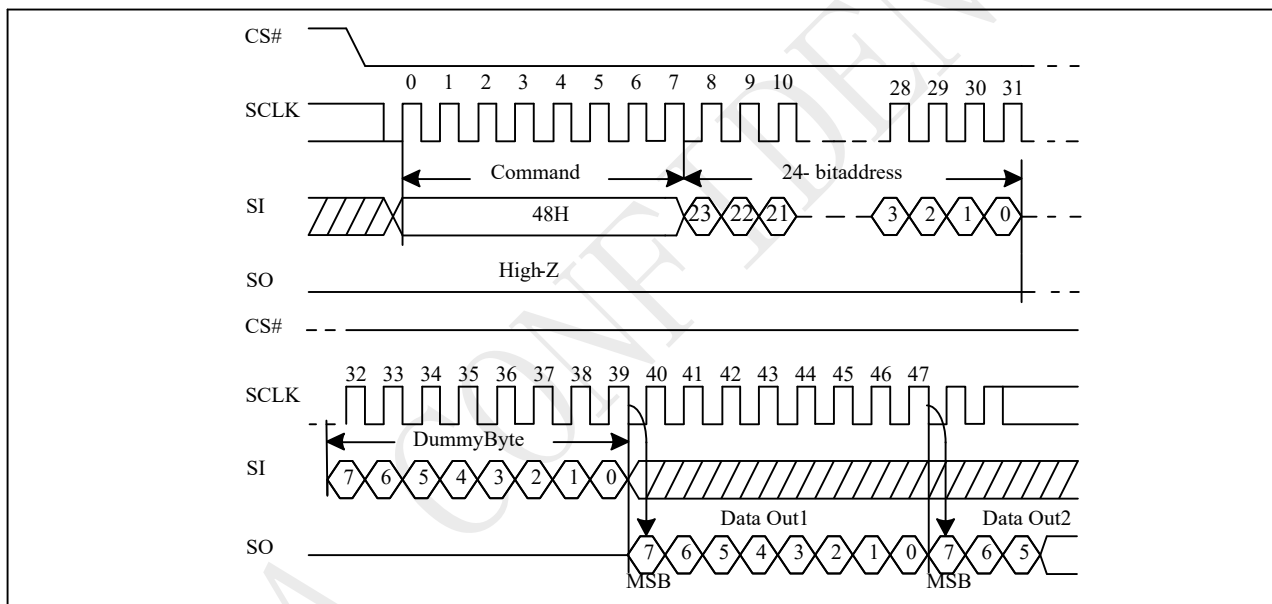 CS#
0 1 2 3 4 5 6 7 8 9 10 28 29 30 31
SCLK
Command 24- bitaddress
SI 48H 23 22 21 3 2 1 0
High-Z
SO
CS#
32 33 34 35 36 37 38 39 40 41 42 43 44 45 46 47
SCLK
DummyByte
SI 7 6 5 4 3 2 1 0
Data Out1 Data Out2
SO 7 6 5 4 3 2 1 0 7 6 5
MSB MSB